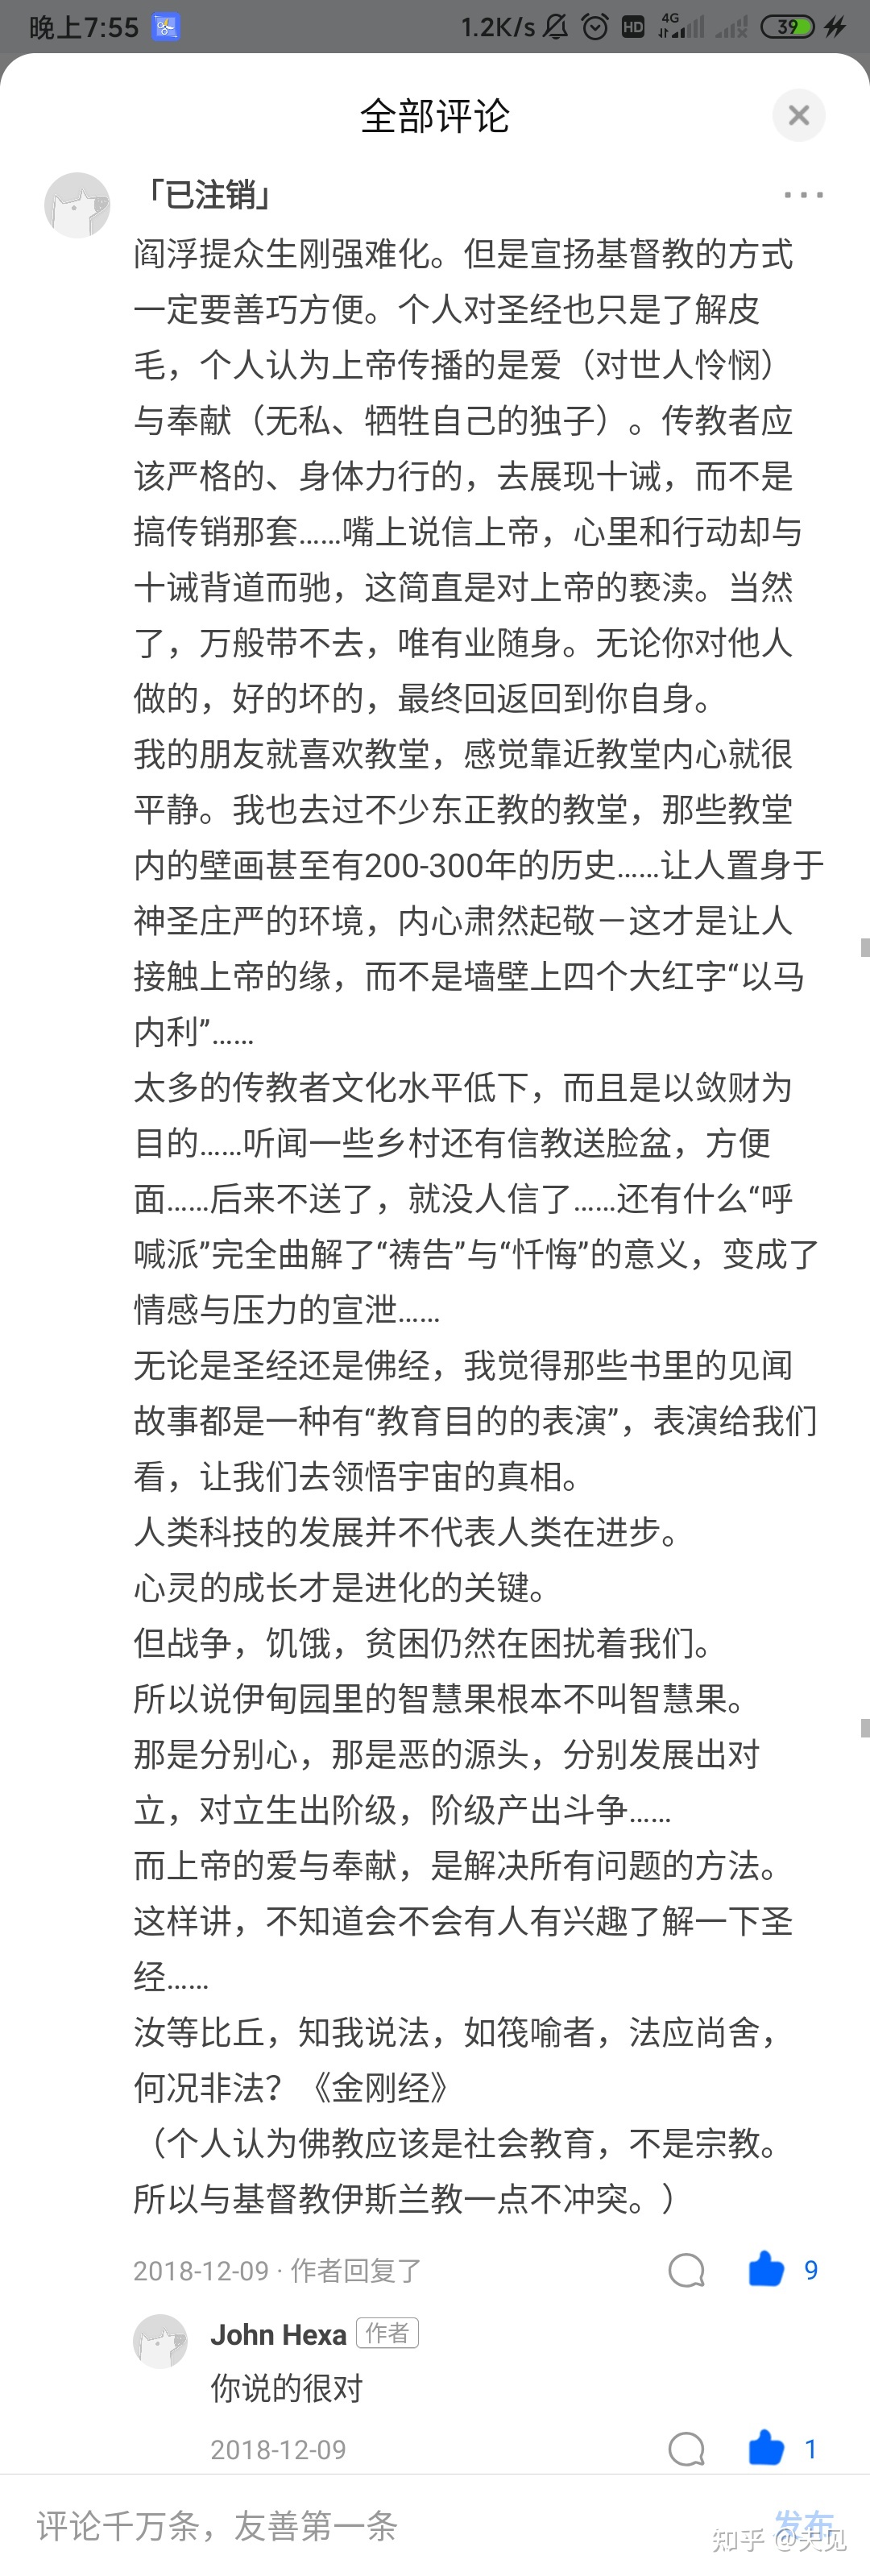 晚上7:55
1.2K/s
HD
4G
39
全部评论
「已注销」
阎浮提众生刚强难化。但是宣扬基督教的方式
一定要善巧方便。个人对圣经也只是了解皮
毛，个人认为上帝传播的是爱（对世人怜悯）
与奉献（无私、牺牲自己的独子）。传教者应
该严格的、身体力行的，去展现十诫，而不是
搞传销那套……嘴上说信上帝，心里和行动却与
十诫背道而驰，这简直是对上帝的亵渎。当然
了，万般带不去，唯有业随身。无论你对他人
做的，好的坏的，最终回返回到你自身。
我的朋友就喜欢教堂，感觉靠近教堂内心就很
平静。我也去过不少东正教的教堂，那些教堂
内的壁画甚至有200-300年的历史……让人置身于
神圣庄严的环境，内心肃然起敬－这才是让人
接触上帝的缘，而不是墙壁上四个大红字“以马
内利”……
太多的传教者文化水平低下，而且是以敛财为
目的……听闻一些乡村还有信教送脸盆，方便
面……后来不送了，就没人信了……还有什么“呼
喊派”完全曲解了“祷告”与“忏悔”的意义，变成了
情感与压力的宣泄……
无论是圣经还是佛经，我觉得那些书里的见闻
故事都是一种有“教育目的的表演”，表演给我们
看，让我们去领悟宇宙的真相。
人类科技的发展并不代表人类在进步。
心灵的成长才是进化的关键。
但战争，饥饿，贫困仍然在困扰着我们。
所以说伊甸园里的智慧果根本不叫智慧果。
那是分别心，那是恶的源头，分别发展出对
立，对立生出阶级，阶级产出斗争……
而上帝的爱与奉献，是解决所有问题的方法。
这样讲，不知道会不会有人有兴趣了解一下圣
经……
汝等比丘，知我说法，如筏喻者，法应尚舍，
何况非法？《金刚经》
（个人认为佛教应该是社会教育，不是宗教。
所以与基督教伊斯兰教一点不冲突。）
2018-12-09 · 作者回复了
9
John Hexa 作者
你说的很对
2018-12-09
1
评论千万条，友善第一条
发布
知乎 @天见